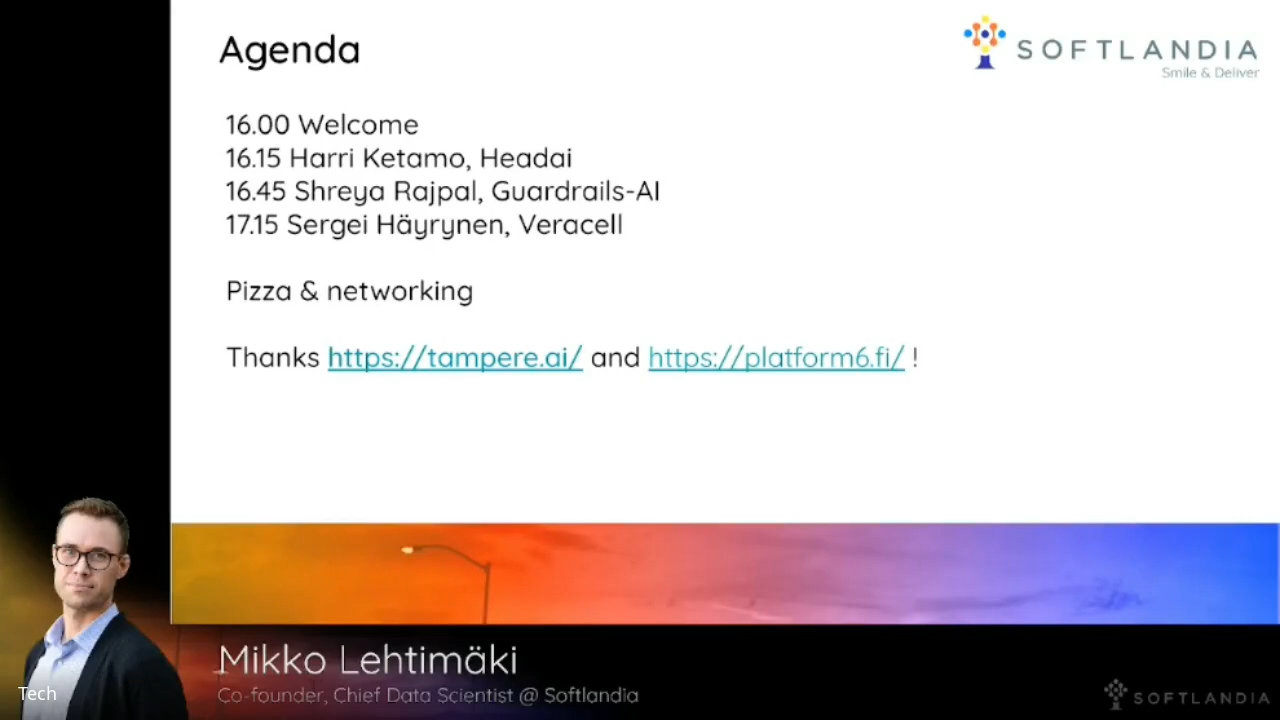 Agenda
SOFTLANDIA
Smile & Deliver
16.00 Welcome
16.15 Harri Ketamo, Headai
16.45 Shreya Rajpal, Guardrails-AI
17.15 Sergei Häyrynen, Veracell
Pizza & networking
Thanks https://tampere.ai/ and https://platform6.fi/ !
Mikko Lehtimäki
Co-founder, Chief Data Scientist @ Softlandia
Tech
SOFTLANDIA